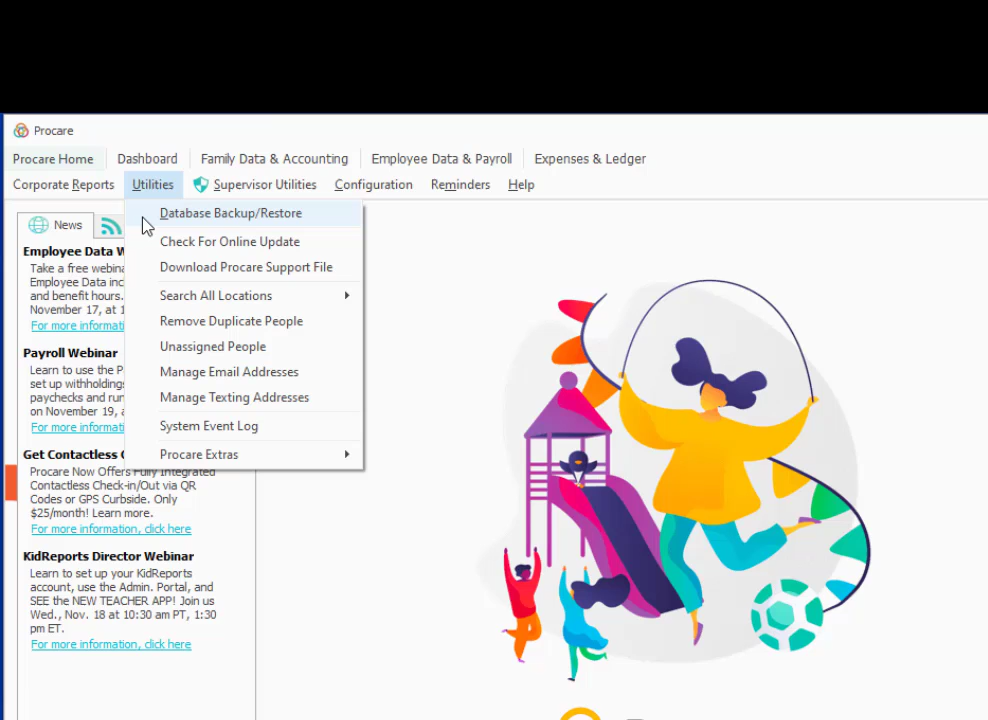 Procare
Procare Home
Dashboard
Family Data & Accounting
Employee Data & Payroll
Expenses & Ledger
Corporate Reports
Utilities
Supervisor Utilities
Configuration
Reminders
Help
Database Backup/Restore
Check For Online Update
Download Procare Support File
Search All Locations
Remove Duplicate People
Unassigned People
Manage Email Addresses
Manage Texting Addresses
System Event Log
Procare Extras
News
Employee Data
Take a free
Employee Data
and benefit hours.
November 17, at
For more
Payroll Webinar
Learn to use the
set up withholdings
paychecks and run
on November 19,
For more
Get Contactless
Procare Now Offers Fully Integrated
Contactless Check-in/Out via QR
Codes or GPS Curbside. Only
$25/month! Learn more.
For more information, click here
KidReports Director Webinar
Learn to set up your KidReports
account, use the Admin. Portal, and
SEE the NEW TEACHER APP! Join us
Wed., Nov. 18 at 10:30 am PT, 1:30
pm ET.
For more information, click here